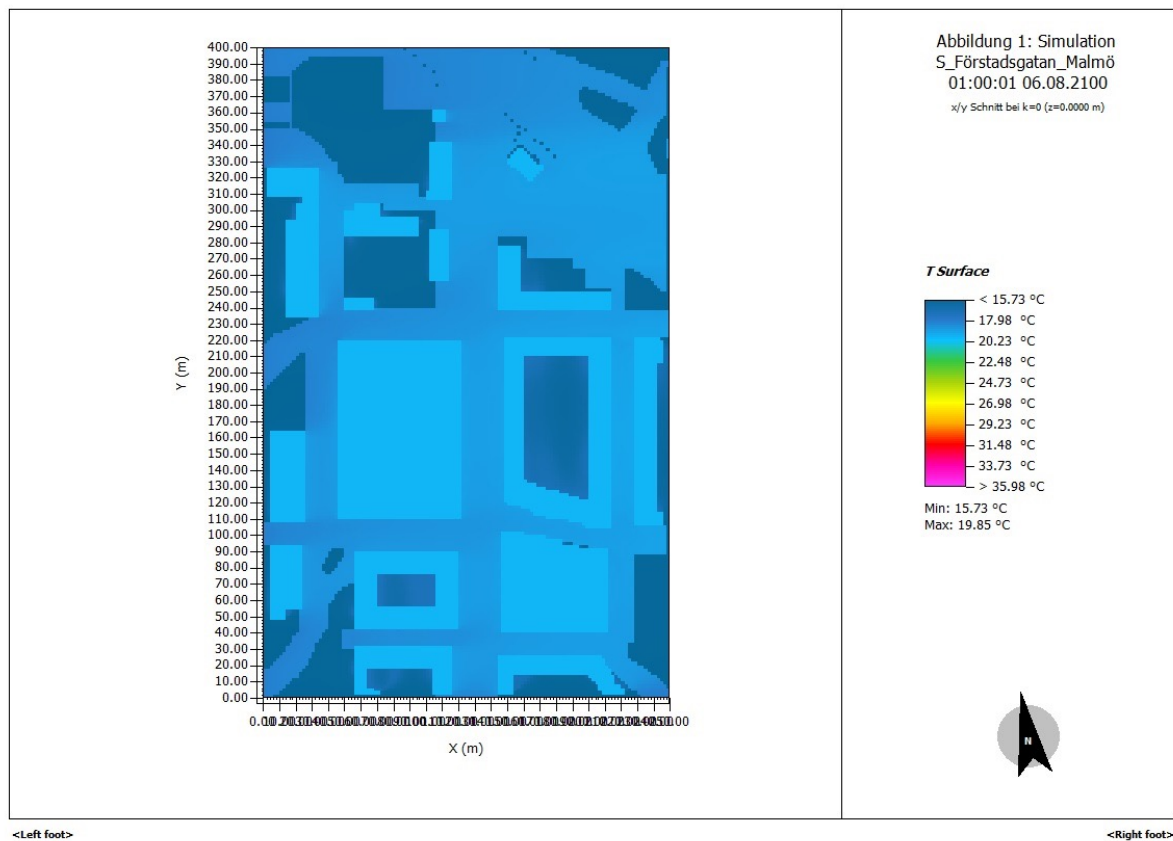 Abbildung 1: Simulation
S_Förstadsgatan_Malmö
01:00:01 06.08.2100
x/y Schnitt bei k=0 (z=0.0000 m)
400.00
390.00
380.00
370.00
360.00
350.00
340.00
330.00
320.00
310.00
300.00
290.00
280.00
270.00
260.00
250.00
240.00
230.00
220.00
210.00
200.00
190.00
180.00
170.00
160.00
150.00
140.00
130.00
120.00
110.00
100.00
90.00
80.00
70.00
60.00
50.00
40.00
30.00
20.00
10.00
0.00
Y (m)
X (m)
T Surface
< 15.73 °C
17.98 °C
20.23 °C
22.48 °C
24.73 °C
26.98 °C
29.23 °C
31.48 °C
33.73 °C
> 35.98 °C
Min: 15.73 °C
Max: 19.85 °C
N
<Left foot>
<Right foot>